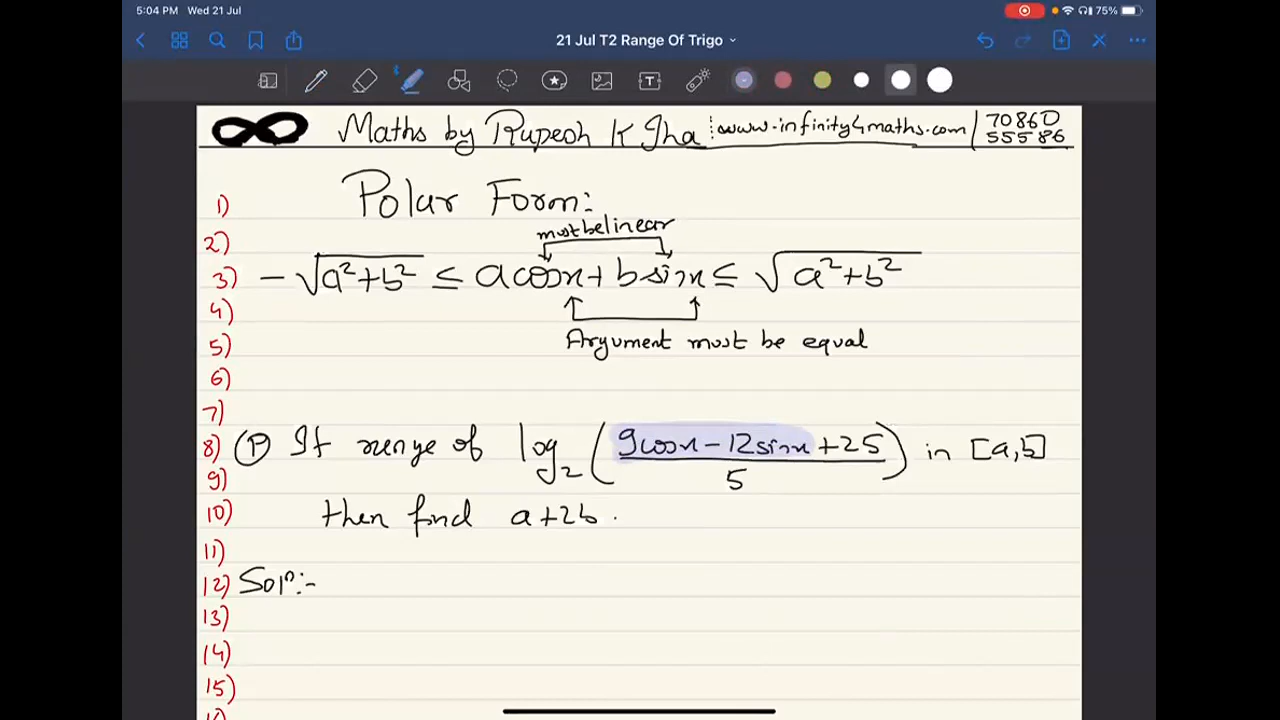 5:04 PM Wed 21 Jul
75%
21 Jul T2 Range Of Trigo
Maths by Rupesh K Jha www.infinity4maths.com 70860 55586
1) Polar Form:
2) must be linear
3) -√(a²+b²) ≤ a cos x + b sin x ≤ √(a²+b²)
4)
5) Argument must be equal
6)
7)
8) (P) If range of log₂ ((9cos x - 12 sin x + 25)/5) in [a,b]
9)
10) then find a+2b.
11)
12) Solⁿ:-
13)
14)
15)